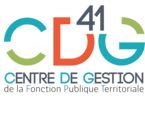 CDG 41
CENTRE DE GESTION
de la Fonction Publique Territoriale